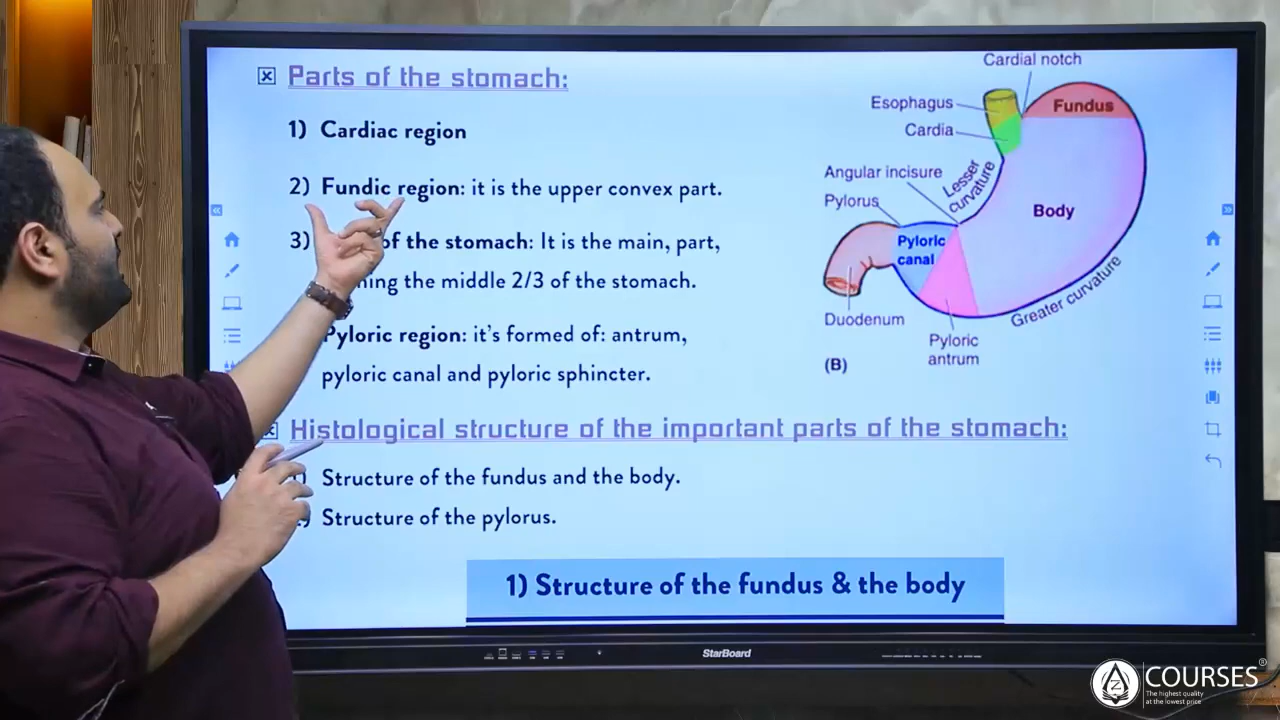 Parts of the stomach:
1) Cardiac region
2) Fundic region: it is the upper convex part.
3) of the stomach: It is the main, part,
the middle 2/3 of the stomach.
Pyloric region: it's formed of: antrum,
pyloric canal and pyloric sphincter.
Histological structure of the important parts of the stomach:
Structure of the fundus and the body.
Structure of the pylorus.
1) Structure of the fundus & the body
Cardial notch
Esophagus
Fundus
Cardia
Angular incisure
Lesser
curvature
Pylorus
Body
Pyloric
canal
Greater curvature
Duodenum
Pyloric
antrum
(B)
StarBoard
COURSES®
The highest quality
at the lowest price